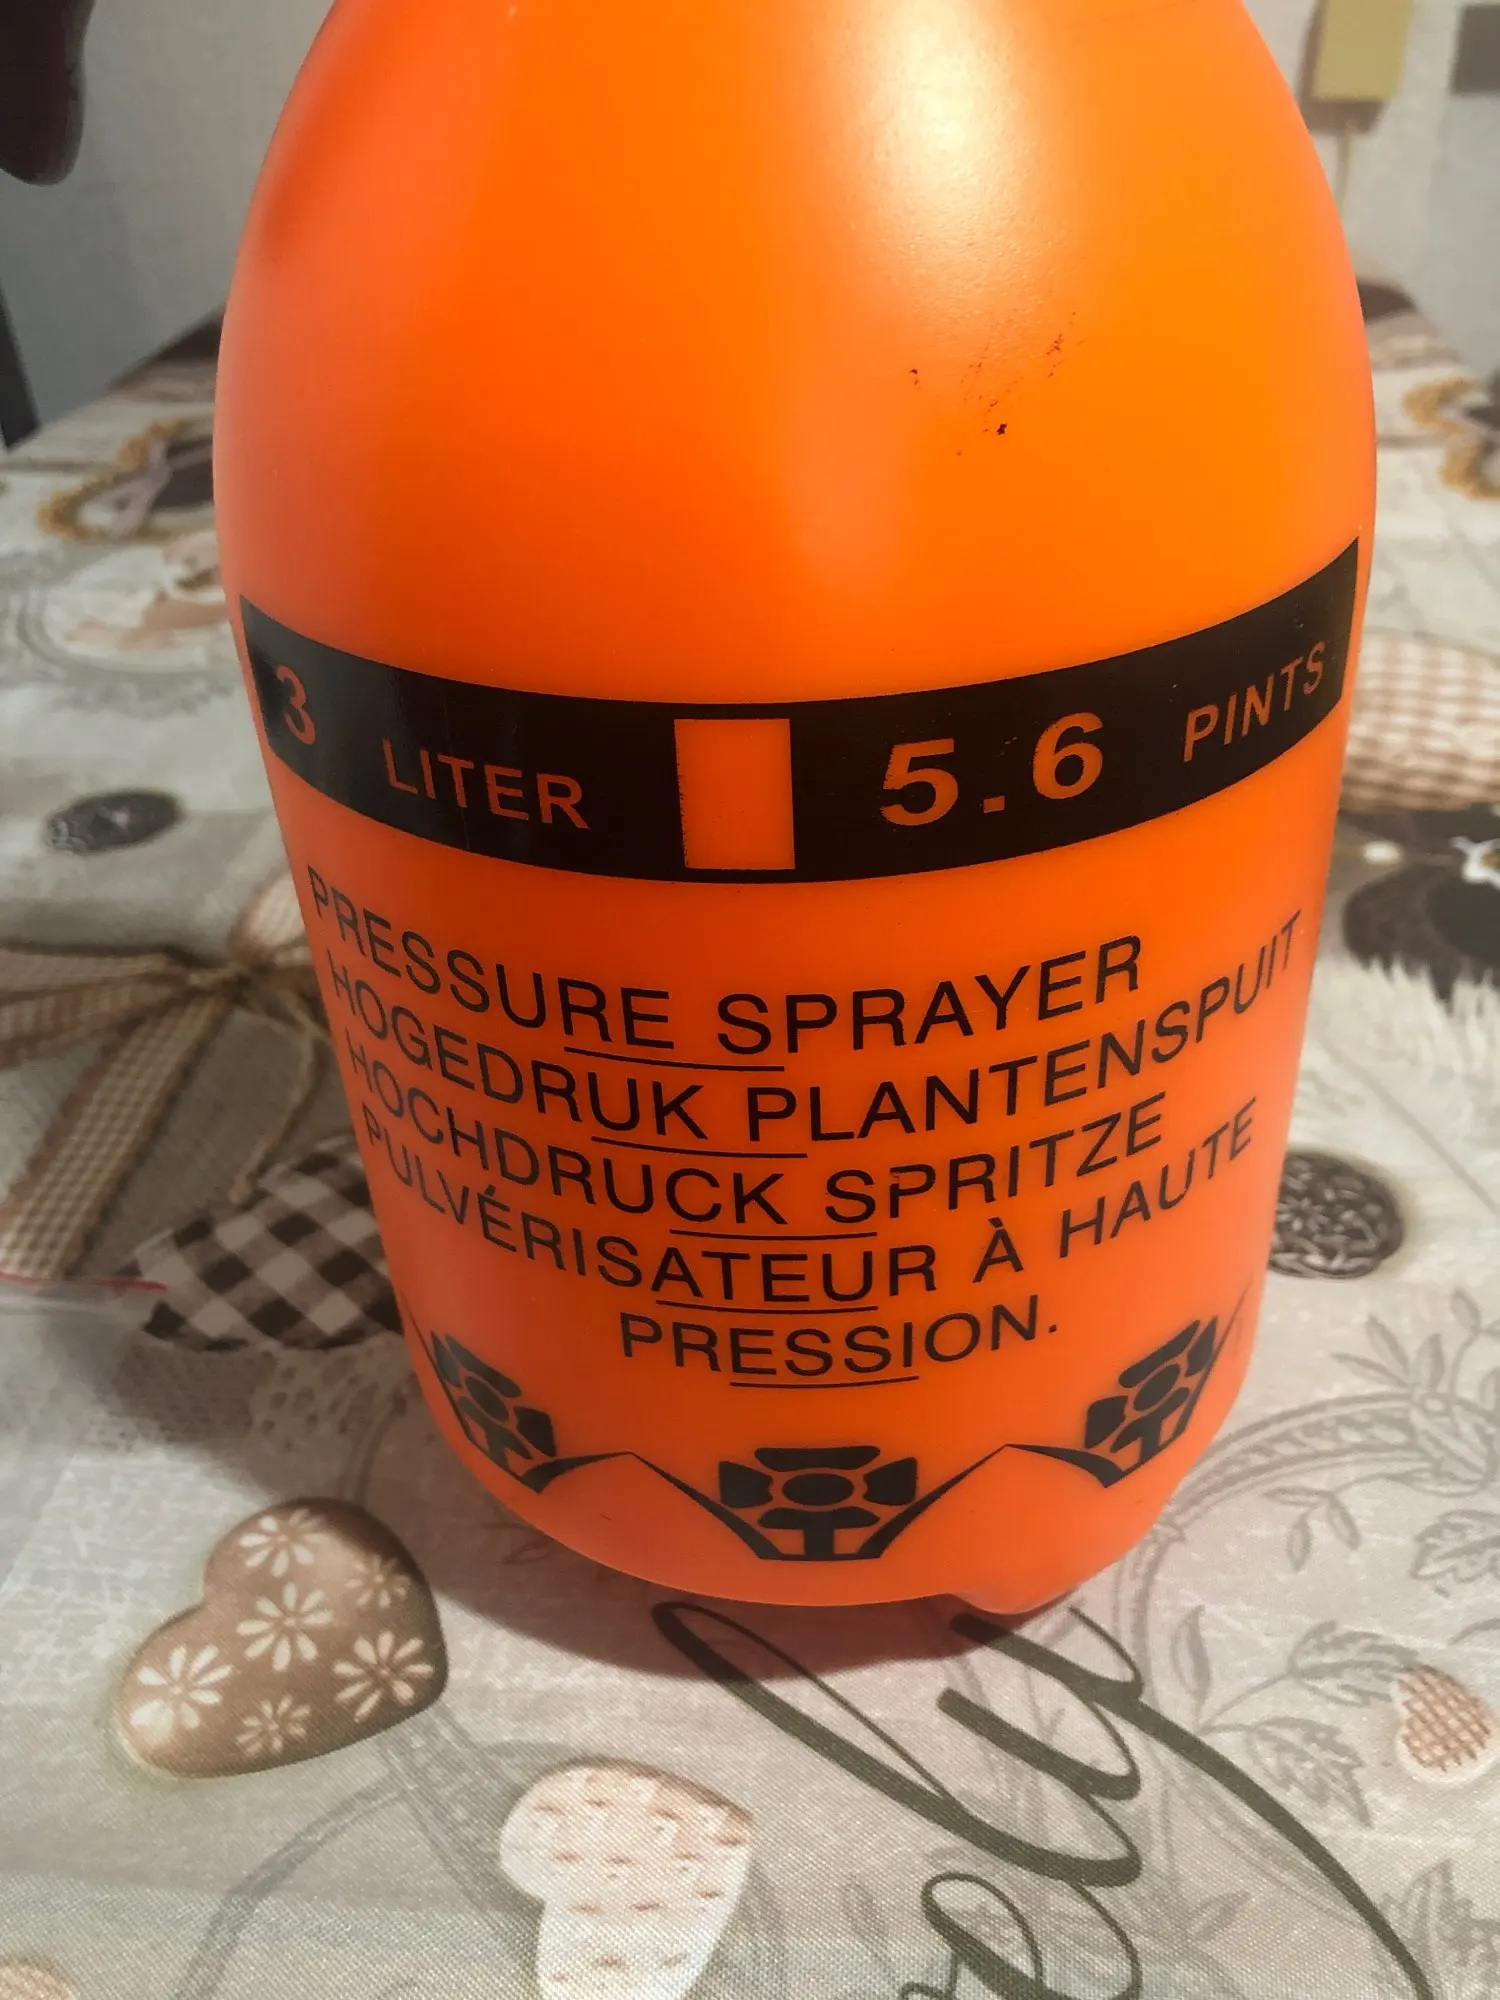 3 LITER 5.6 PINTS
PRESSURE SPRAYER
HOGEDRUK PLANTENSPUIT
HOCHDRUCK SPRITZE
PULVÉRISATEUR À HAUTE
PRESSION.